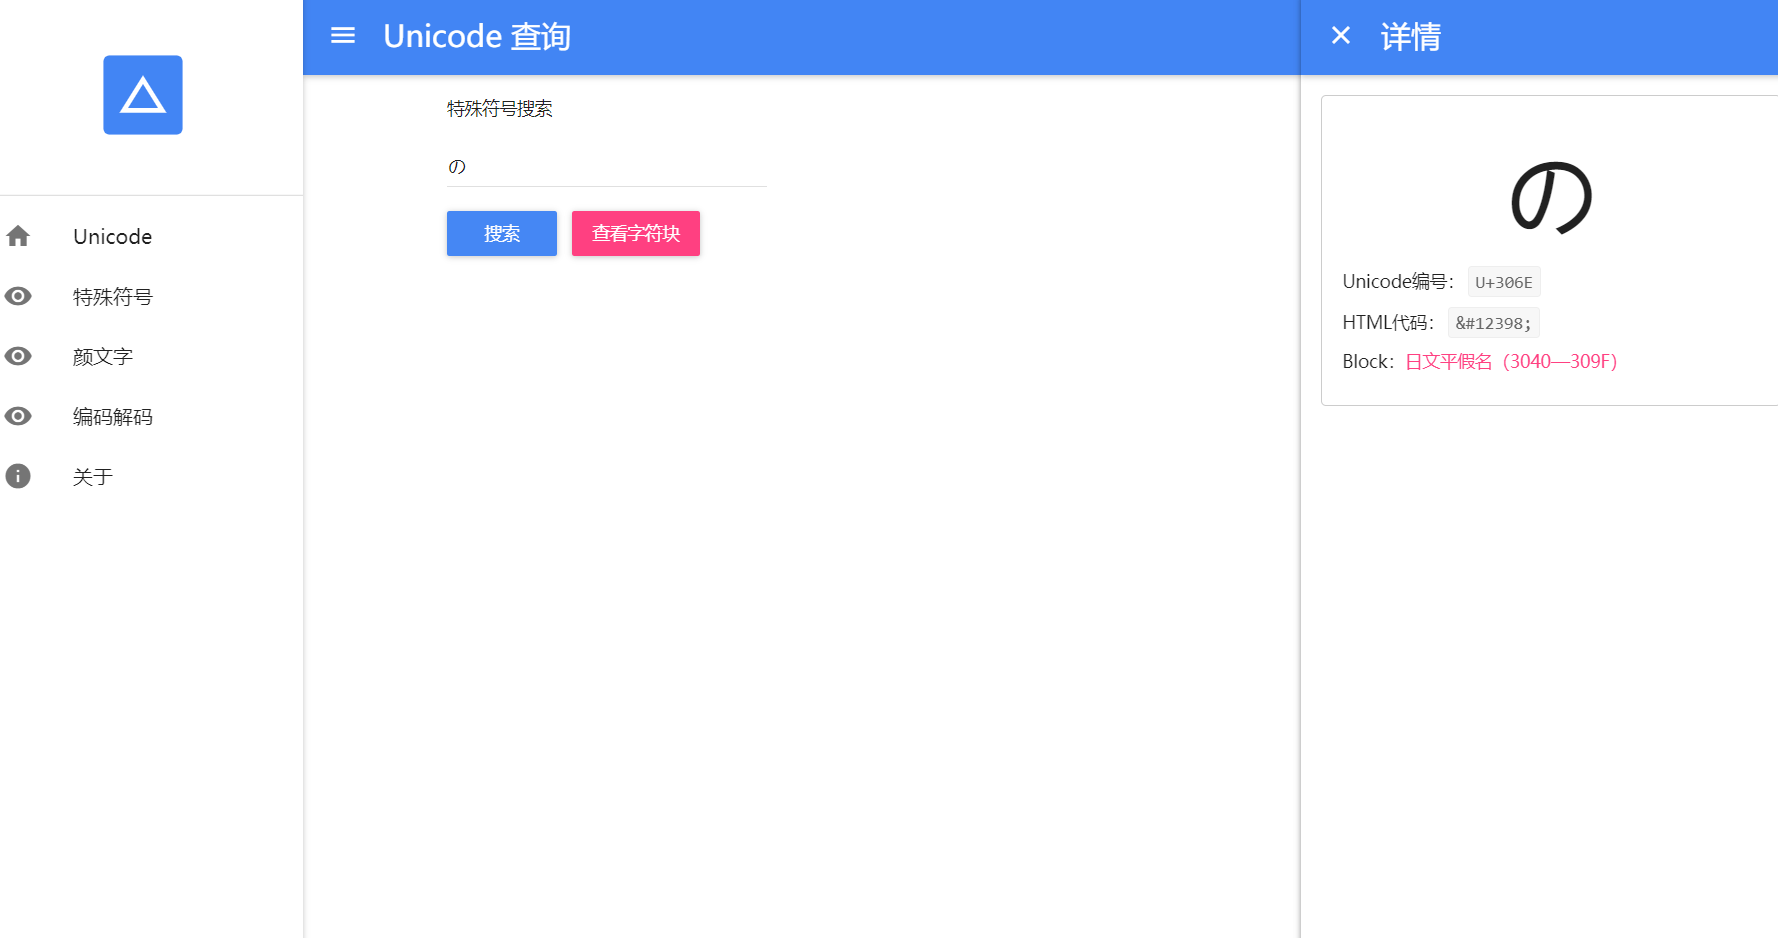 Unicode
特殊符号
颜文字
编码解码
关于
Unicode 查询
特殊符号搜索
の
搜索 查看字符块
详情
の
Unicode编号： U+306E
HTML代码： &#12398;
Block：日文平假名（3040—309F）